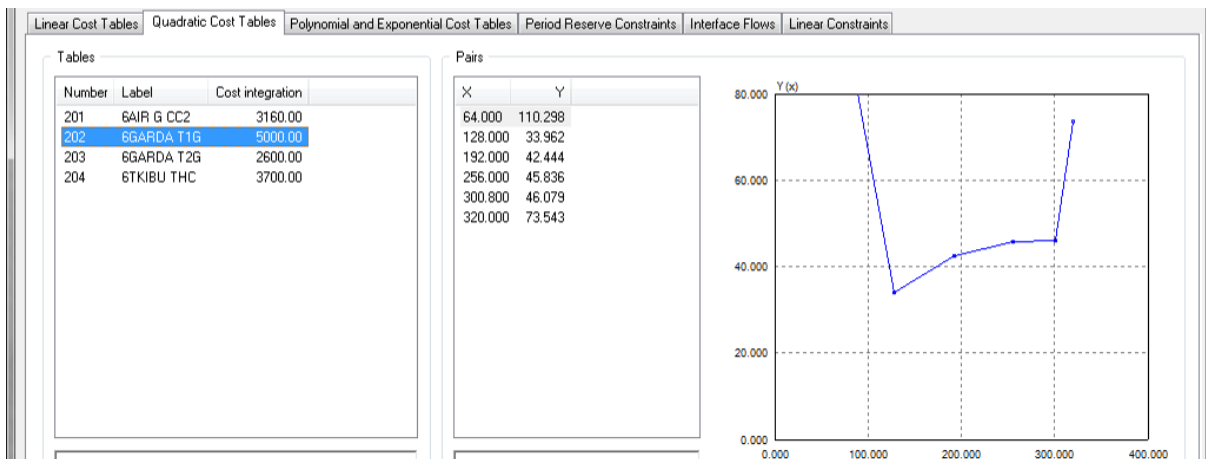 Linear Cost Tables Quadratic Cost Tables Polynomial and Exponential Cost Tables Period Reserve Constraints Interface Flows Linear Constraints
Tables
Number Label Cost integration
201 6AIR G CC2 3160.00
202 6GARDA T1G 5000.00
203 6GARDA T2G 2600.00
204 6TKIBU THC 3700.00
Pairs
X Y
64.000 110.298
128.000 33.962
192.000 42.444
256.000 45.836
300.800 46.079
320.000 73.543
Y (x)
80.000
60.000
40.000
20.000
0.000
0.000 100.000 200.000 300.000 400.000